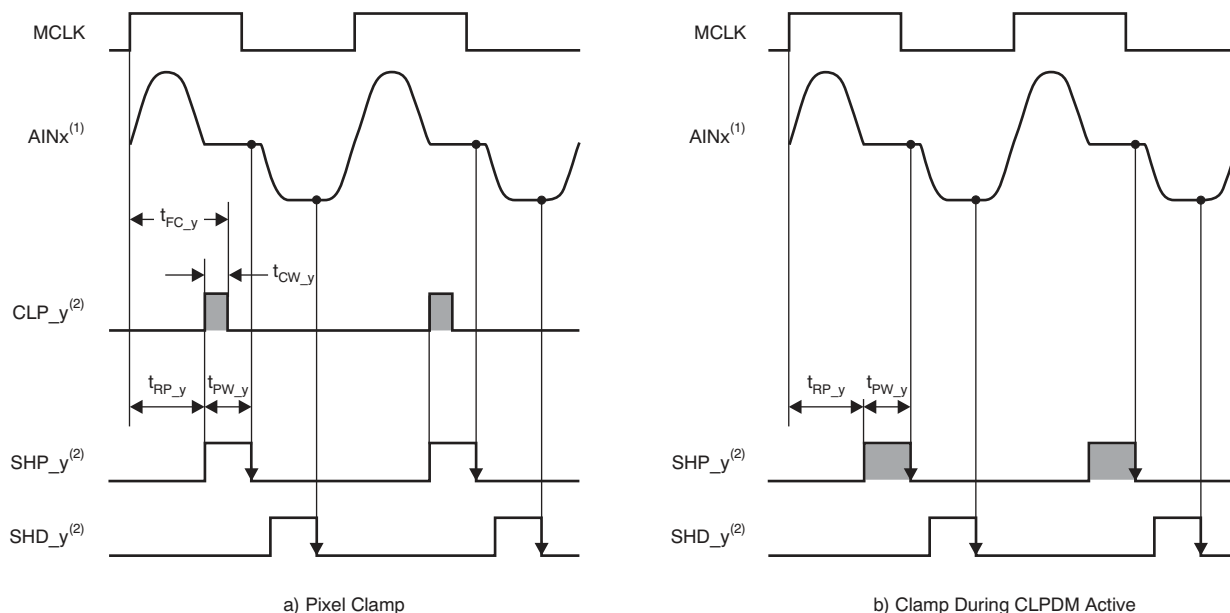 MCLK
AINx(1)
tFC_y
tCW_y
CLP_y(2)
tRP_y tPW_y
SHP_y(2)
SHD_y(2)
a) Pixel Clamp
MCLK
AINx(1)
tRP_y tPW_y
SHP_y(2)
SHD_y(2)
b) Clamp During CLPDM Active